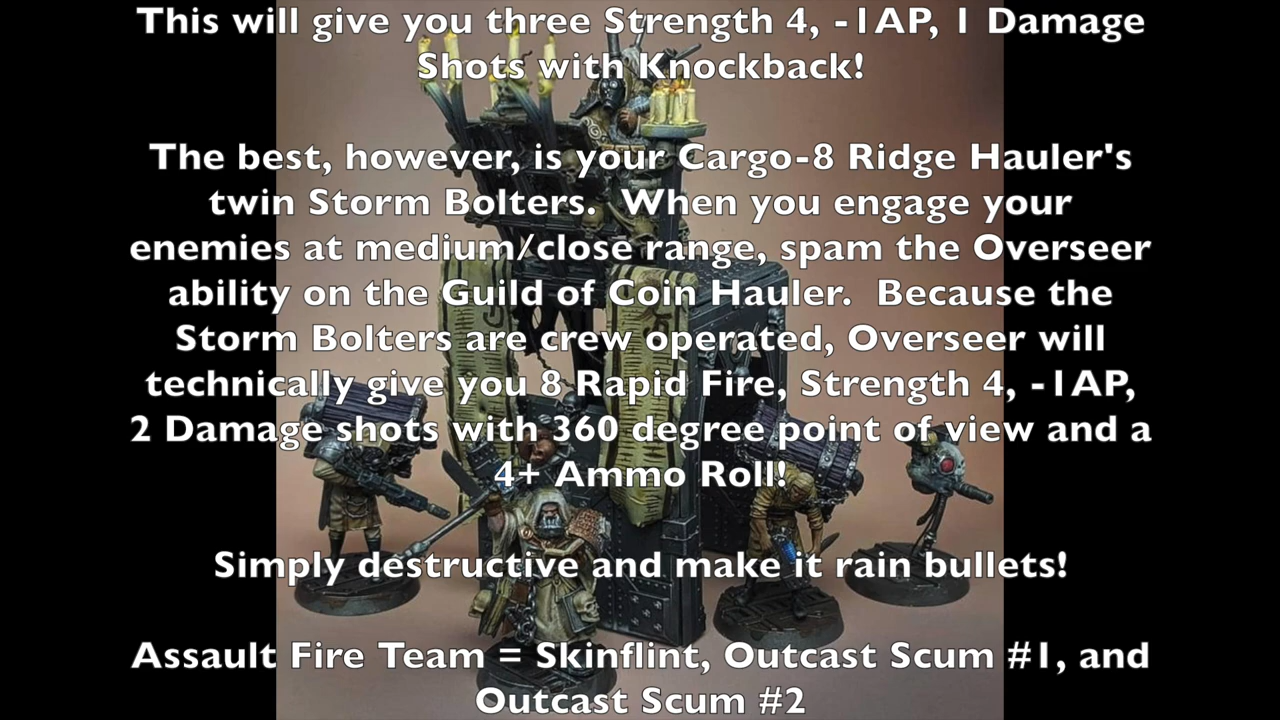 This will give you three Strength 4, -1AP, 1 Damage
Shots with Knockback!
The best, however, is your Cargo-8 Ridge Hauler's
twin Storm Bolters. When you engage your
enemies at medium/close range, spam the Overseer
ability on the Guild of Coin Hauler. Because the
Storm Bolters are crew operated, Overseer will
technically give you 8 Rapid Fire, Strength 4, -1AP,
2 Damage shots with 360 degree point of view and a
4+ Ammo Roll!
Simply destructive and make it rain bullets!
Assault Fire Team = Skinflint, Outcast Scum #1, and
Outcast Scum #2